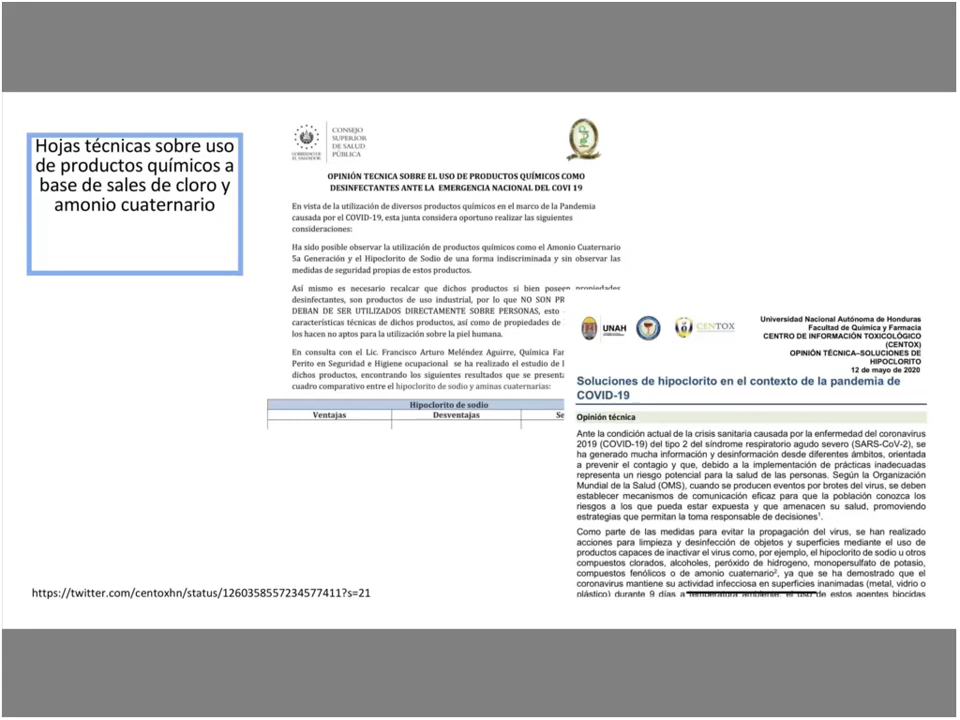 Hojas técnicas sobre uso
de productos químicos a
base de sales de cloro y
amonio cuaternario
CONSEJO
SUPERIOR
DE SALUD
PÚBLICA
GOBIERNO DE
EL SALVADOR
OPINIÓN TECNICA SOBRE EL USO DE PRODUCTOS QUÍMICOS COMO
DESINFECTANTES ANTE LA EMERGENCIA NACIONAL DEL COVI 19
En vista de la utilización de diversos productos químicos en el marco de la Pandemia
causada por el COVID-19, esta junta considera oportuno realizar las siguientes
consideraciones:
Ha sido posible observar la utilización de productos químicos como el Amonio Cuaternario
5a Generación y el Hipoclorito de Sodio de una forma indiscriminada y sin observar las
medidas de seguridad propias de estos productos.
Así mismo es necesario recalcar que dichos productos si bien poseen propiedades
desinfectantes, son productos de uso industrial, por lo que NO SON PR
DEBAN DE SER UTILIZADOS DIRECTAMENTE SOBRE PERSONAS, esto
características técnicas de dichos productos, así como de propiedades de
los hacen no aptos para la utilización sobre la piel humana.
En consulta con el Lic. Francisco Arturo Meléndez Aguirre, Química Far
Perito en Seguridad e Higiene ocupacional se ha realizado el estudio de l
dichos productos, encontrando los siguientes resultados que se present
cuadro comparativo entre el hipoclorito de sodio y aminas cuaternarias:
Hipoclorito de sodio
Ventajas Desventajas Se
UNAH
CENTOX
Universidad Nacional Autónoma de Honduras
Facultad de Química y Farmacia
CENTRO DE INFORMACIÓN TOXICOLÓGICO
(CENTOX)
OPINIÓN TÉCNICA–SOLUCIONES DE
HIPOCLORITO
12 de mayo de 2020
Soluciones de hipoclorito en el contexto de la pandemia de
COVID-19
Opinión técnica
Ante la condición actual de la crisis sanitaria causada por la enfermedad del coronavirus
2019 (COVID-19) del tipo 2 del síndrome respiratorio agudo severo (SARS-CoV-2), se
ha generado mucha información y desinformación desde diferentes ámbitos, orientada
a prevenir el contagio y que, debido a la implementación de prácticas inadecuadas
representa un riesgo potencial para la salud de las personas. Según la Organización
Mundial de la Salud (OMS), cuando se producen eventos por brotes del virus, se deben
establecer mecanismos de comunicación eficaz para que la población conozca los
riesgos a los que pueda estar expuesta y que amenacen su salud, promoviendo
estrategias que permitan la toma responsable de decisiones¹.
Como parte de las medidas para evitar la propagación del virus, se han realizado
acciones para limpieza y desinfección de objetos y superficies mediante el uso de
productos capaces de inactivar el virus como, por ejemplo, el hipoclorito de sodio u otros
compuestos clorados, alcoholes, peróxido de hidrogeno, monopersulfato de potasio,
compuestos fenólicos o de amonio cuaternario², ya que se ha demostrado que el
coronavirus mantiene su actividad infecciosa en superficies inanimadas (metal, vidrio o
plástico) durante 9 días a temperatura ambiente, el uso de estos agentes biocidas
https://twitter.com/centoxhn/status/1260358557234577411?s=21